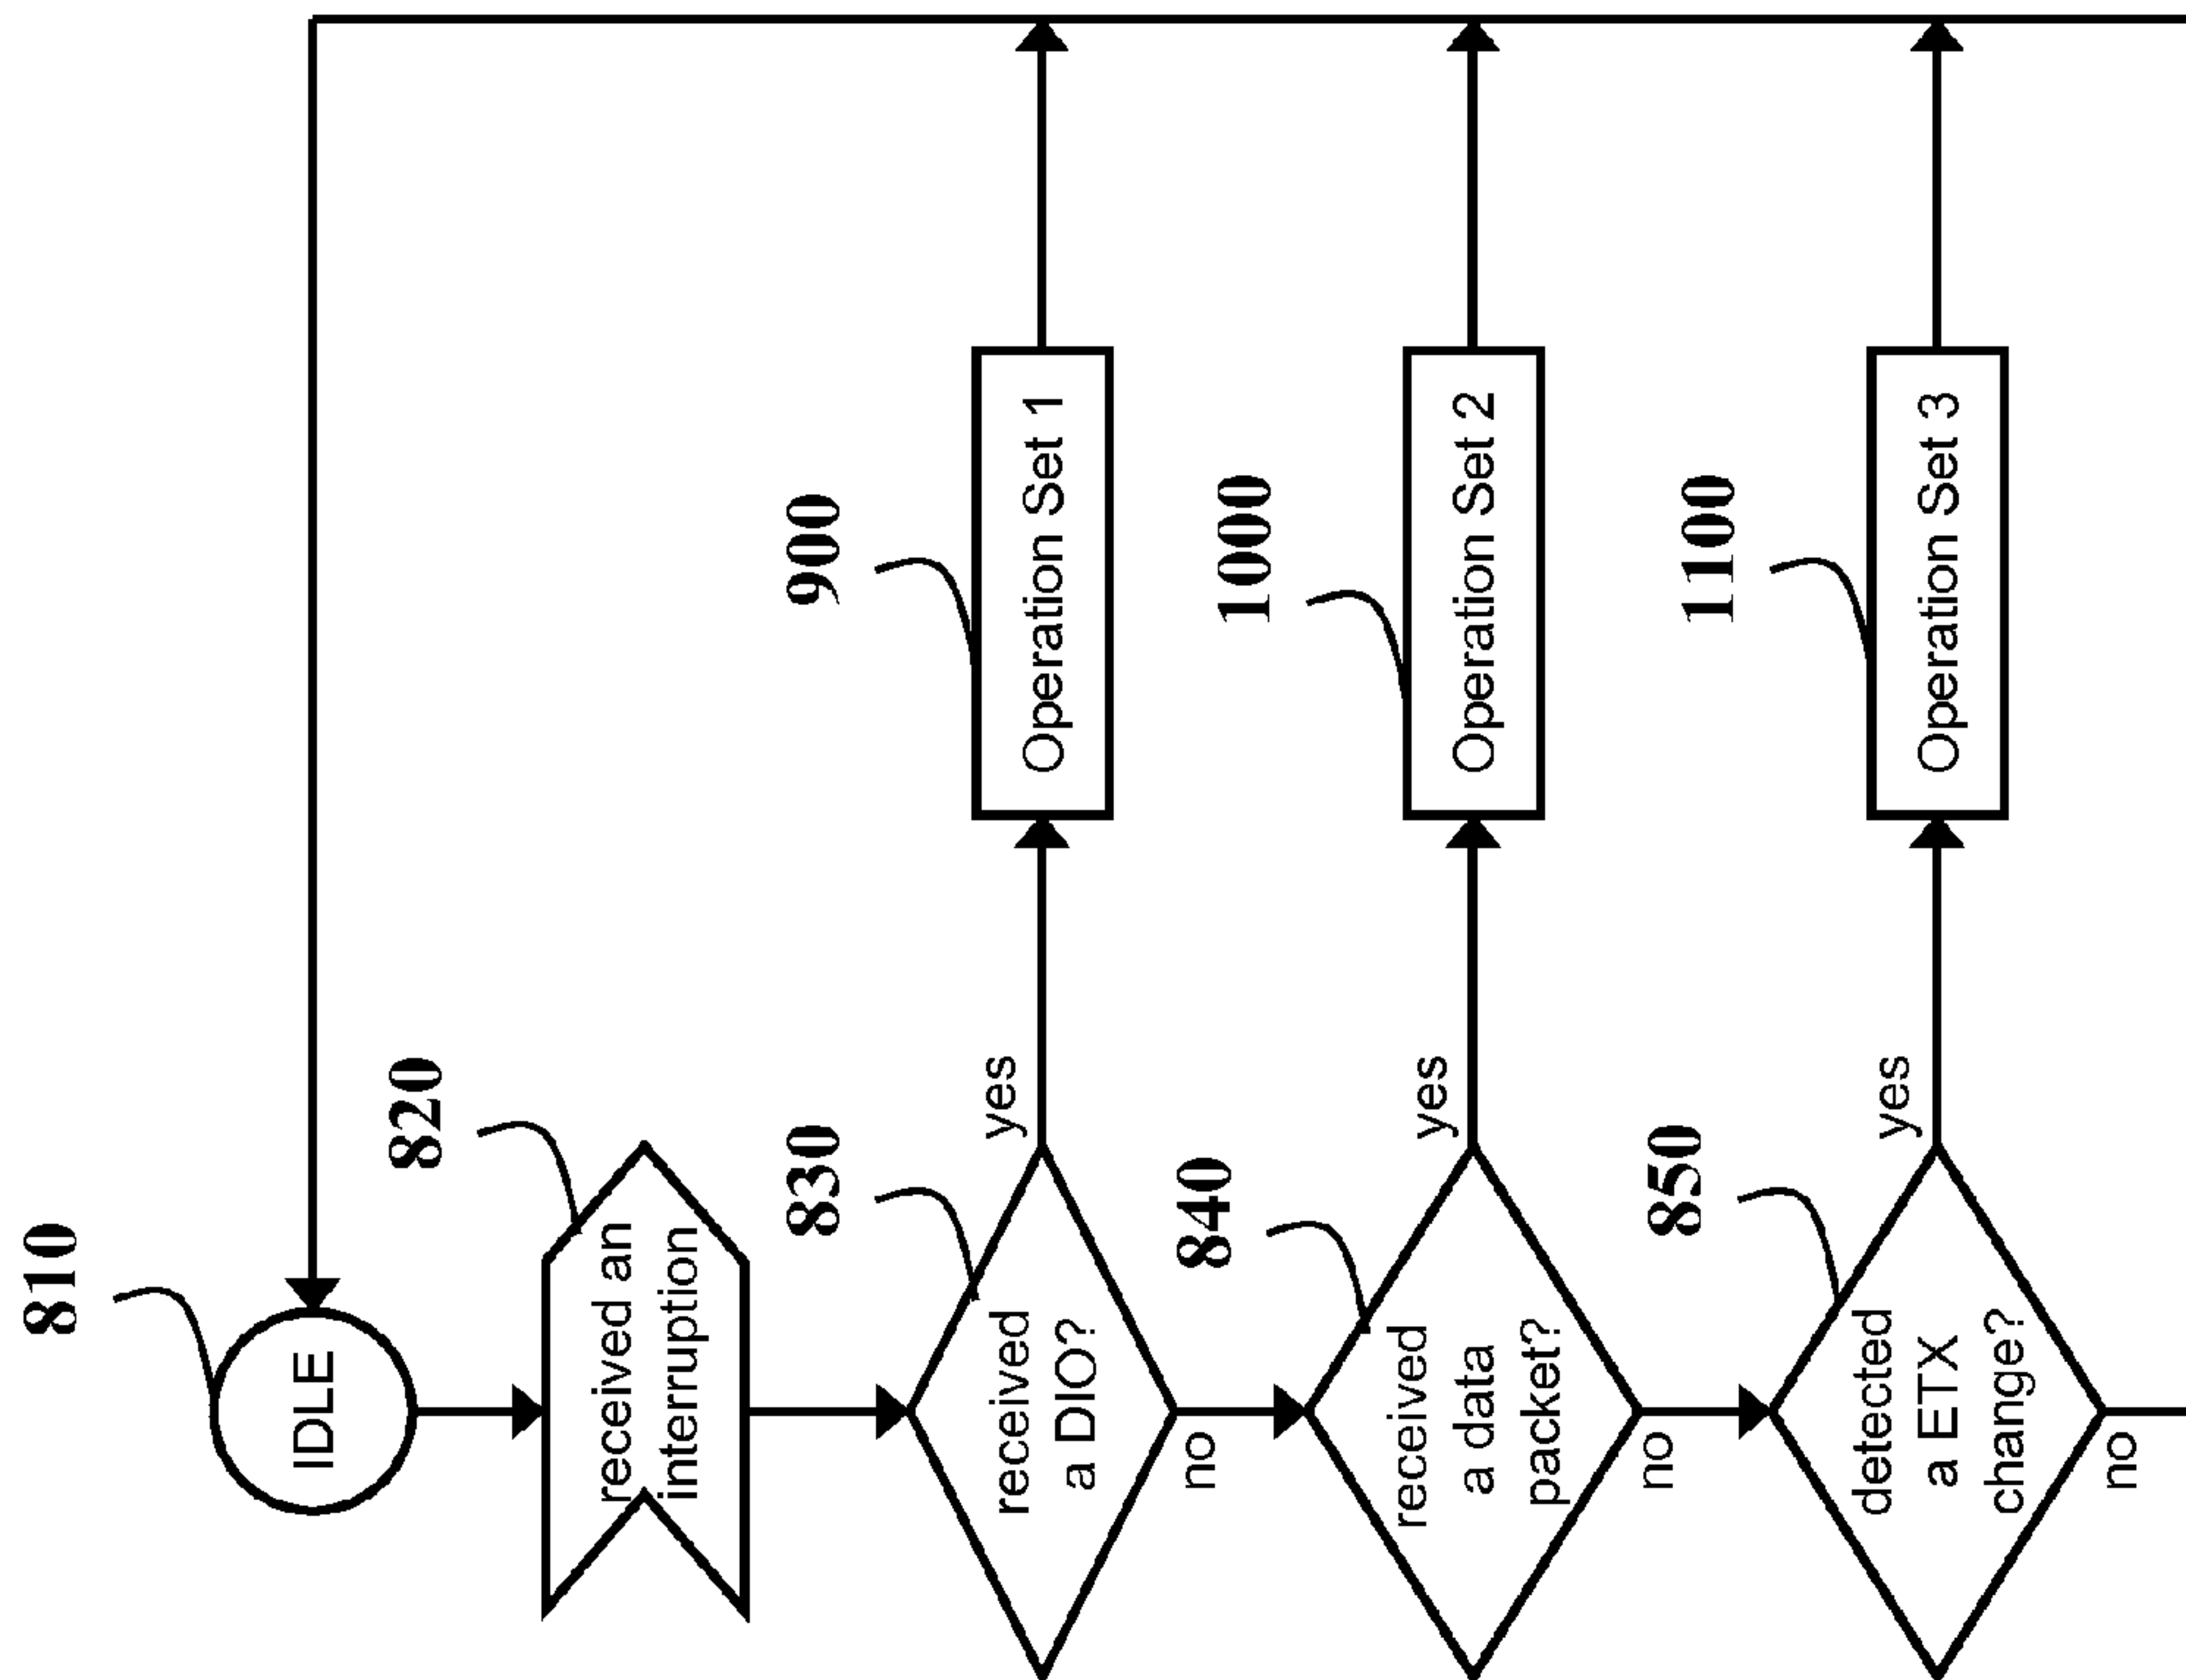 810
IDLE
820
received an
interruption
830
received
a DIO?
yes
no
900
Operation Set 1
840
received
a data
packet?
yes
no
1000
Operation Set 2
850
detected
a ETX
change?
yes
no
1100
Operation Set 3